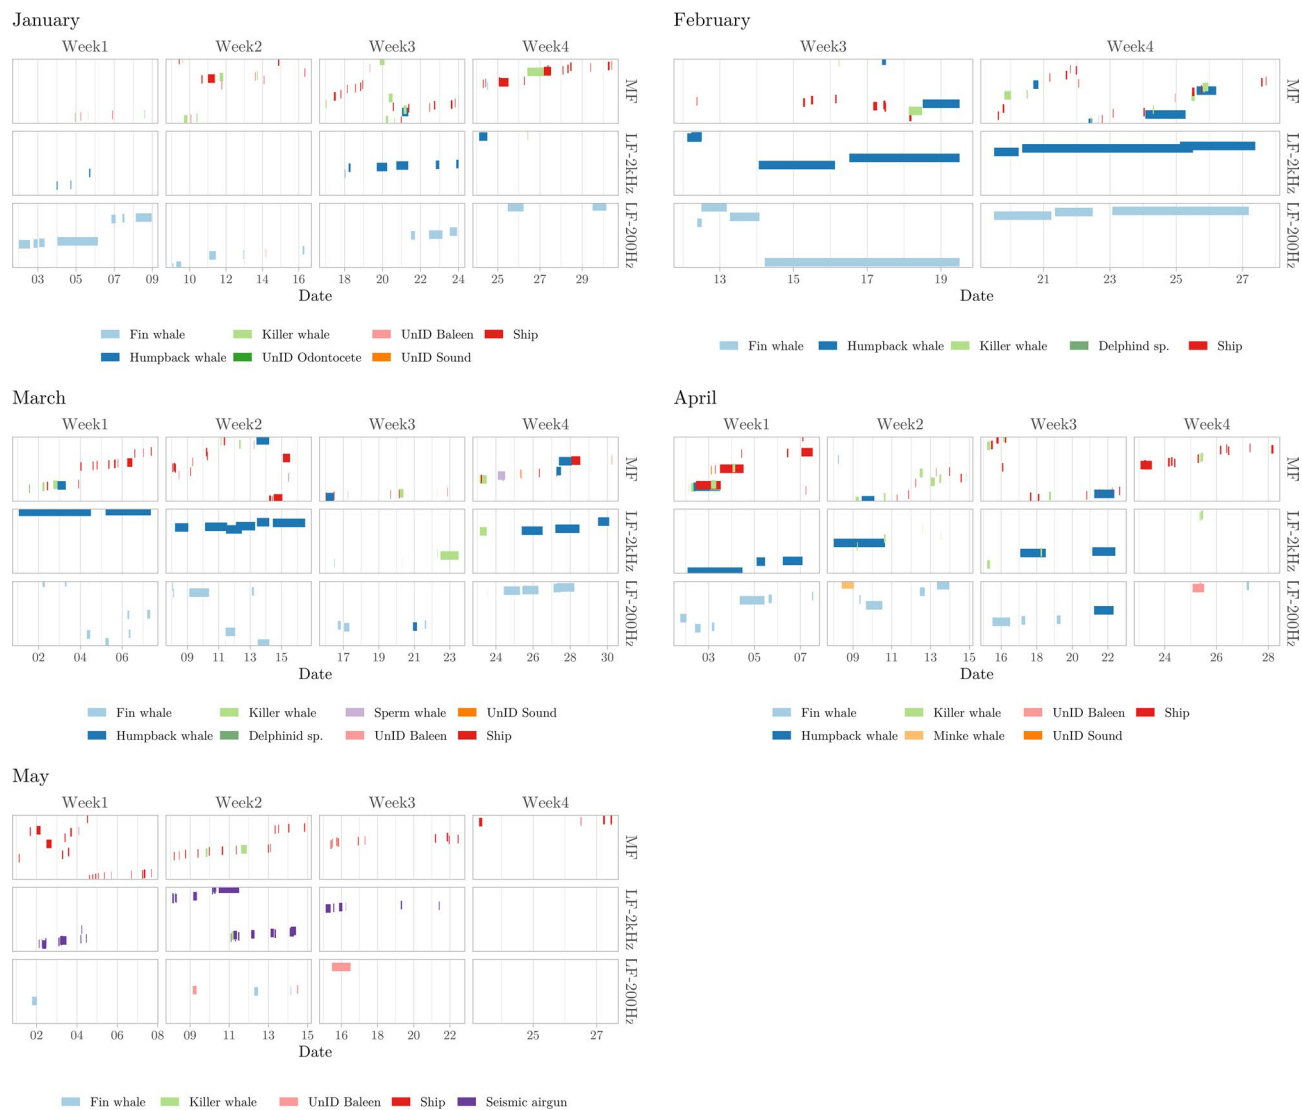 January
Week1 Week2 Week3 Week4
MF
LF-2kHz
LF-200Hz
03 05 07 09 10 12 14 16 18 20 22 24 25 27 29
Date
Fin whale Killer whale UnID Baleen Ship
Humpback whale UnID Odontocete UnID Sound
February
Week3 Week4
MF
LF-2kHz
LF-200Hz
13 15 17 19 21 23 25 27
Date
Fin whale Humpback whale Killer whale Delphind sp. Ship
March
Week1 Week2 Week3 Week4
MF
LF-2kHz
LF-200Hz
02 04 06 09 11 13 15 17 19 21 23 24 26 28 30
Date
Fin whale Killer whale Sperm whale UnID Sound
Humpback whale Delphinid sp. UnID Baleen Ship
April
Week1 Week2 Week3 Week4
MF
LF-2kHz
LF-200Hz
03 05 07 09 11 13 15 16 18 20 22 24 26 28
Date
Fin whale Killer whale UnID Baleen Ship
Humpback whale Minke whale UnID Sound
May
Week1 Week2 Week3 Week4
MF
LF-2kHz
LF-200Hz
02 04 06 08 09 11 13 15 16 18 20 22 25 27
Date
Fin whale Killer whale UnID Baleen Ship Seismic airgun